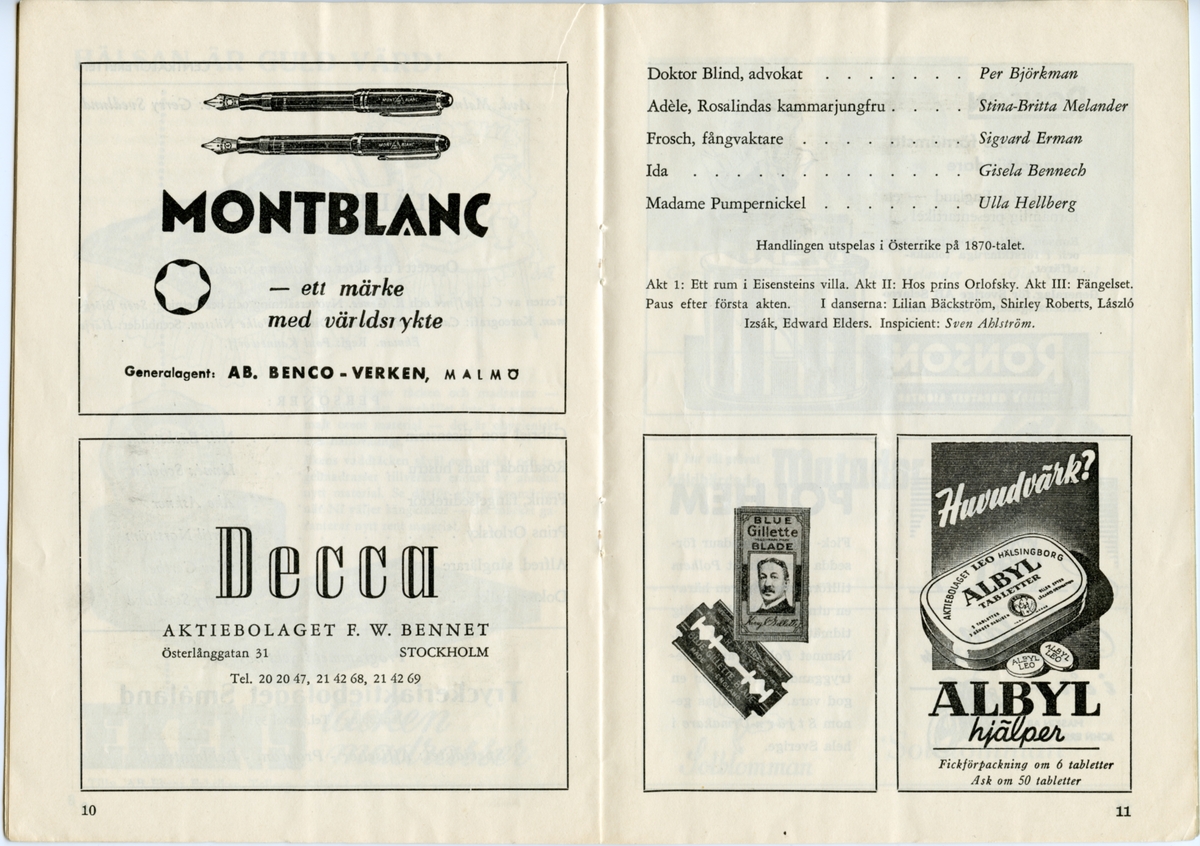 MONTBLANC
— ett märke
med världsrykte
Generalagent: AB. BENCO - VERKEN, MALMÖ
Decca
AKTIEBOLAGET F. W. BENNET
Österlånggatan 31 STOCKHOLM
Tel. 20 20 47, 21 42 68, 21 42 69
10
Doktor Blind, advokat . . . . . . . Per Björkman
Adèle, Rosalindas kammarjungfru . . . . . Stina-Britta Melander
Frosch, fångvaktare . . . . . . . . Sigvard Erman
Ida . . . . . . . . . . . . . Gisela Bennech
Madame Pumpernickel . . . . . . . Ulla Hellberg
Handlingen utspelas i Österrike på 1870-talet.
Akt 1: Ett rum i Eisensteins villa. Akt II: Hos prins Orlofsky. Akt III: Fängelset.
Paus efter första akten. I danserna: Lilian Bäckström, Shirley Roberts, László
Izsák, Edward Elders. Inspicient: Sven Ahlström.
BLUE
Gillette
BLADE
Huvudvärk?
AKTIEBOLAGET LEO HÄLSINGBORG
ALBYL
TABLETTER
ALBYL
LEO
ALBYL
LEO
ALBYL
hjälper
Fickförpackning om 6 tabletter
Ask om 50 tabletter
11